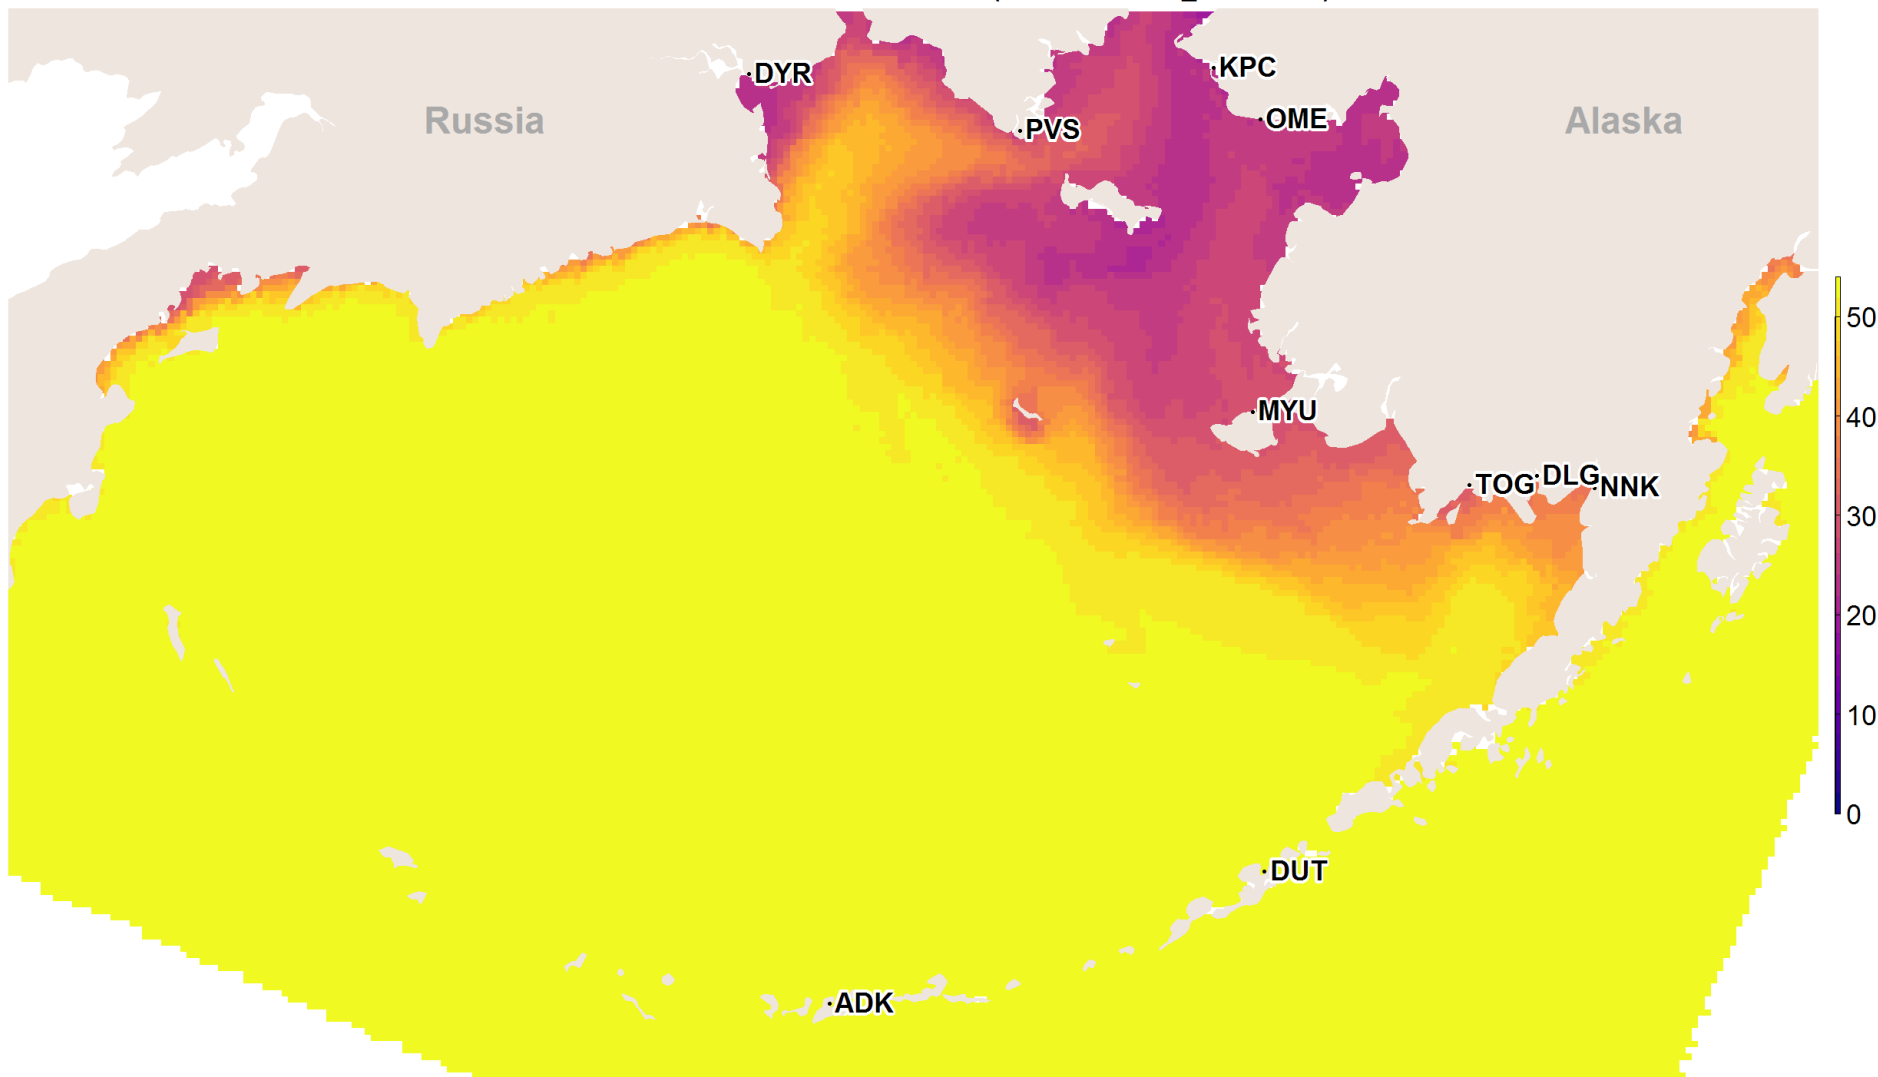 DYR
KPC
Russia
PVS
OME
Alaska
50
MYU
40
TOG
DLG
NNK
30
20
10
0
DUT
ADK